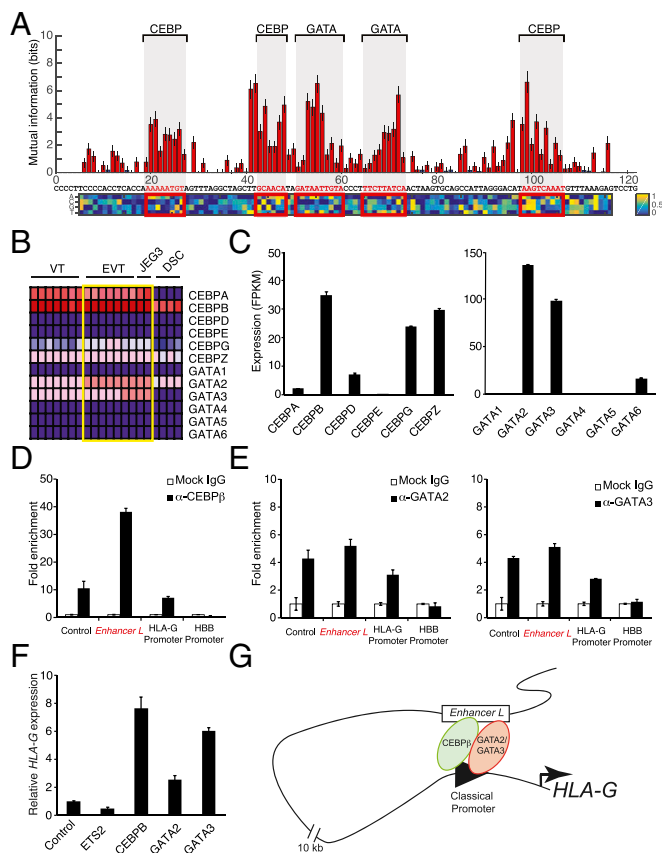 A
CEBP CEBP GATA GATA CEBP
Mutual Information (bits)
10
8
6
4
2
0
0 20 40 60 80 100 120
CCCCTTCCCCACCTCACCAAAAAATGTAGTTTAGGCTAGCTTGCAACATAGATAATTGTACCCTTTCTTATCAACTAAGTGCAGCCATTAGGGACATAAGTCAAATGTTTAAAGAGTCCTG
A
T
1
0.5
B
VT EVT JEG3 DSC
CEBPA
CEBPB
CEBPD
CEBPE
CEBPG
CEBPZ
GATA1
GATA2
GATA3
GATA4
GATA5
GATA6
C
Expression (FPKM)
40
30
20
10
0
CEBPA CEBPB CEBPD CEBPE CEBPG CEBPZ
150
100
50
0
GATA1 GATA2 GATA3 GATA4 GATA5 GATA6
D
Fold enrichment
50
40
30
20
10
0
Mock IgG
α-CEBPβ
Control Enhancer L HLA-G Promoter HBB Promoter
E
Fold enrichment
10
8
6
4
2
0
Mock IgG
α-GATA2
Control Enhancer L HLA-G Promoter HBB Promoter
10
8
6
4
2
0
Mock IgG
α-GATA3
Control Enhancer L HLA-G Promoter HBB Promoter
F
Relative HLA-G expression
10
8
6
4
2
0
Control ETS2 CEBPB GATA2 GATA3
G
Enhancer L
CEBPβ
GATA2/
GATA3
Classical
Promoter
HLA-G
10 kb